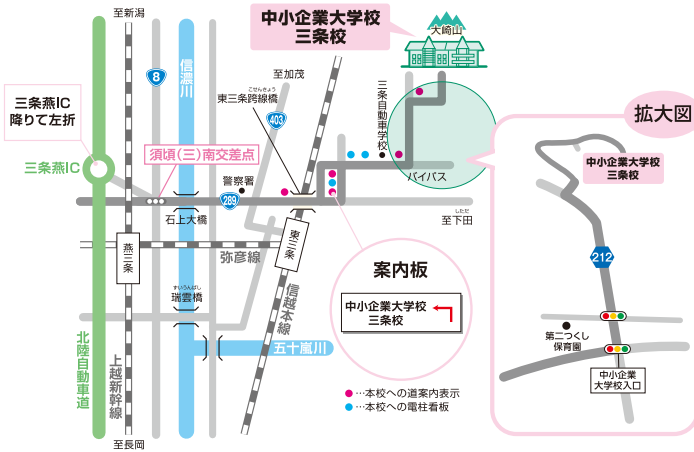 至新潟
中小企業大学校
三条校
大崎山
8
信濃川
至加茂
こせんきょう
東三条跨線橋
三条自動車学校
拡大図
三条燕IC
降りて左折
403
須頃(三)南交差点
三条燕IC
警察署
289
バイパス
中小企業大学校
三条校
石上大橋
しただ
至下田
東三条
燕三条
弥彦線
212
案内板
ずいうんばし
瑞雲橋
信越本線
中小企業大学校
三条校
第二つくし
保育園
北陸自動車道
上越新幹線
五十嵐川
中小企業
大学校入口
…本校への道案内表示
…本校への電柱看板
至長岡